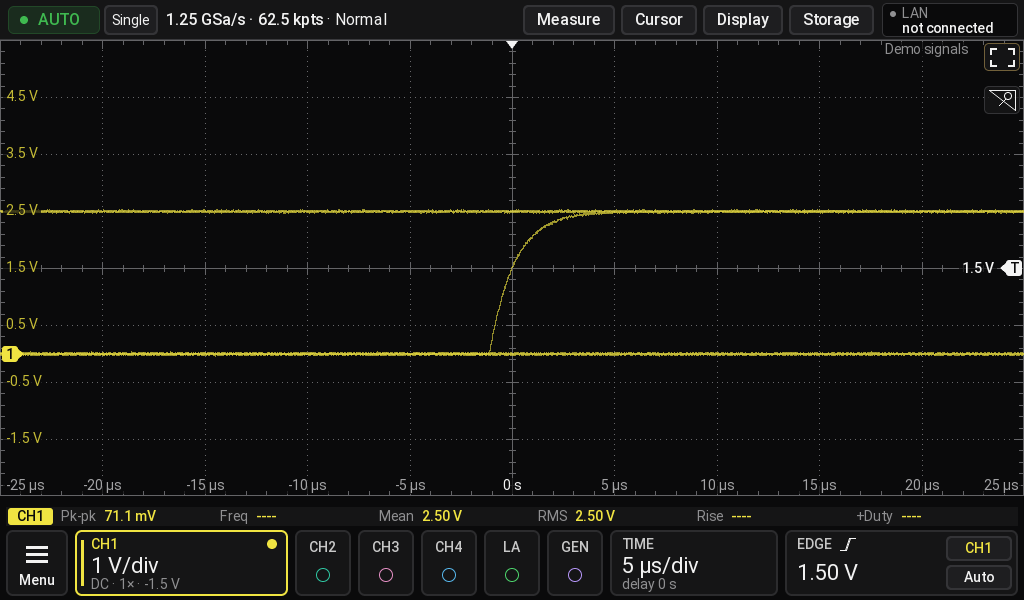 AUTO
Single
1.25 GSa/s · 62.5 kpts · Normal
Measure
Cursor
Display
Storage
LAN
not connected
Demo signals
4.5 V
3.5 V
2.5 V
1.5 V
1.5 V T
0.5 V
1
-0.5 V
-1.5 V
-25 µs -20 µs -15 µs -10 µs -5 µs 0 s 5 µs 10 µs 15 µs 20 µs 25 µs
CH1 Pk-pk 71.1 mV Freq ---- Mean 2.50 V RMS 2.50 V Rise ---- +Duty ----
Menu
CH1
1 V/div
DC · 1× · -1.5 V
CH2
CH3
CH4
LA
GEN
TIME
5 µs/div
delay 0 s
EDGE
1.50 V
CH1
Auto